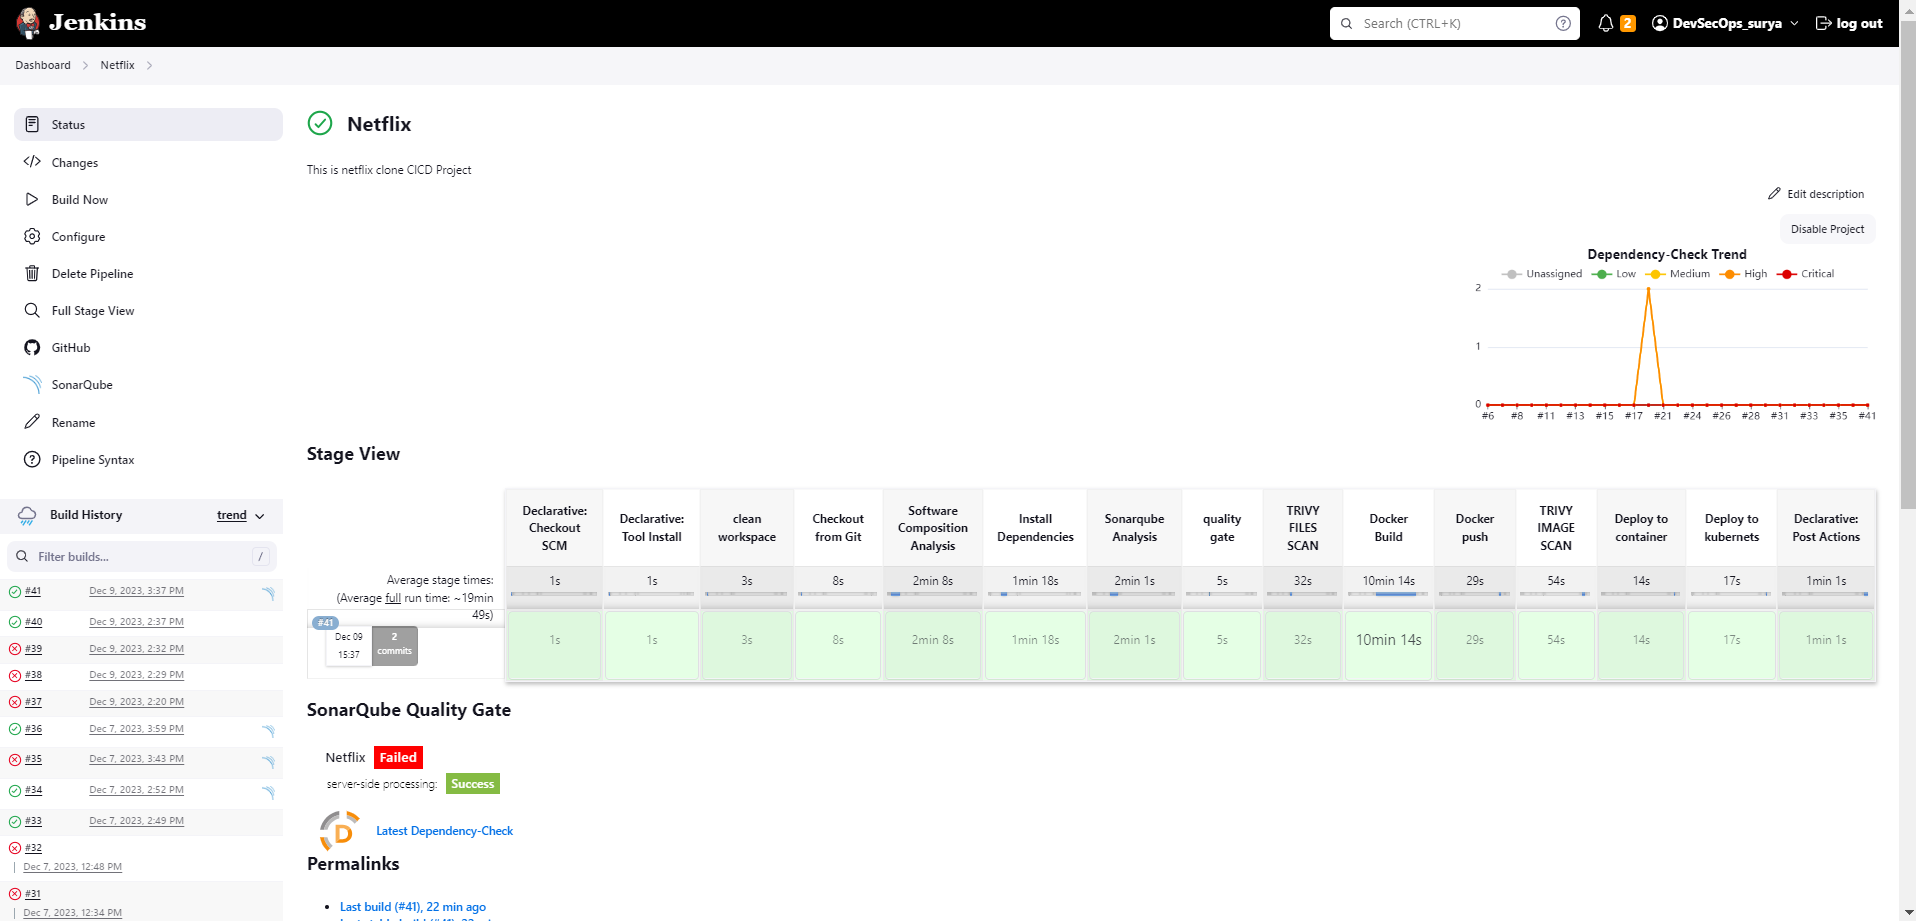 Jenkins
Search (CTRL+K)
2
DevSecOps_surya
log out
Dashboard
Netflix
Status
Changes
Build Now
Configure
Delete Pipeline
Full Stage View
GitHub
SonarQube
Rename
Pipeline Syntax
Build History
trend
Filter builds...
/
#41 Dec 9, 2023, 3:37 PM
#40 Dec 9, 2023, 2:37 PM
#39 Dec 9, 2023, 2:32 PM
#38 Dec 9, 2023, 2:29 PM
#37 Dec 9, 2023, 2:20 PM
#36 Dec 7, 2023, 3:59 PM
#35 Dec 7, 2023, 3:43 PM
#34 Dec 7, 2023, 2:52 PM
#33 Dec 7, 2023, 2:49 PM
#32
Dec 7, 2023, 12:48 PM
#31
Dec 7, 2023, 12:34 PM
Netflix
This is netflix clone CICD Project
Edit description
Disable Project
Dependency-Check Trend
Unassigned Low Medium High Critical
2
1
0
#6 #8 #11 #13 #15 #17 #21 #24 #26 #28 #31 #33 #35 #41
Stage View
Declarative:
Checkout
SCM
Declarative:
Tool Install
clean
workspace
Checkout
from Git
Software
Composition
Analysis
Install
Dependencies
Sonarqube
Analysis
quality
gate
TRIVY
FILES
SCAN
Docker
Build
Docker
push
TRIVY
IMAGE
SCAN
Deploy to
container
Deploy to
kubernets
Declarative:
Post Actions
Average stage times:
(Average full run time: ~19min
49s)
1s 1s 3s 8s 2min 8s 1min 18s 2min 1s 5s 32s 10min 14s 29s 54s 14s 17s 1min 1s
#41
Dec 09
15:37
2
commits
1s 1s 3s 8s 2min 8s 1min 18s 2min 1s 5s 32s 10min 14s 29s 54s 14s 17s 1min 1s
SonarQube Quality Gate
Netflix Failed
server-side processing: Success
D
Latest Dependency-Check
Permalinks
Last build (#41), 22 min ago